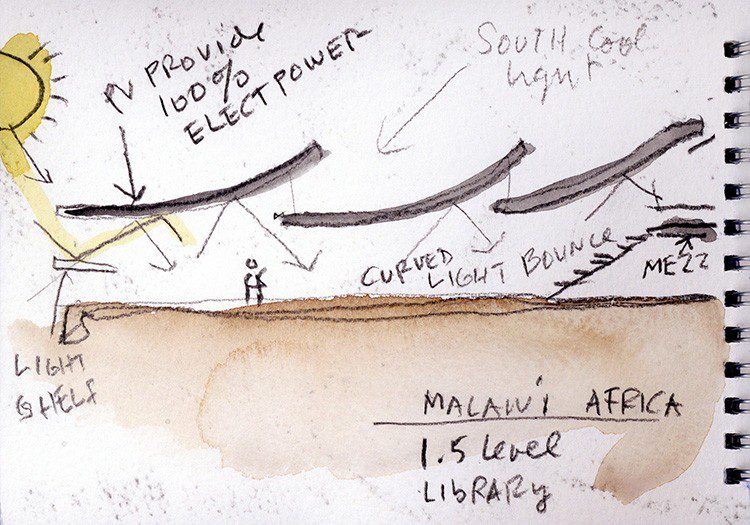 PV PROVIDE
100%
ELECT POWER
SOUTH COOL
light
CURVED
LIGHT BOUNCE
MEZZ
LIGHT
SHELF
MALAWI AFRICA
1.5 level
LIBRARY